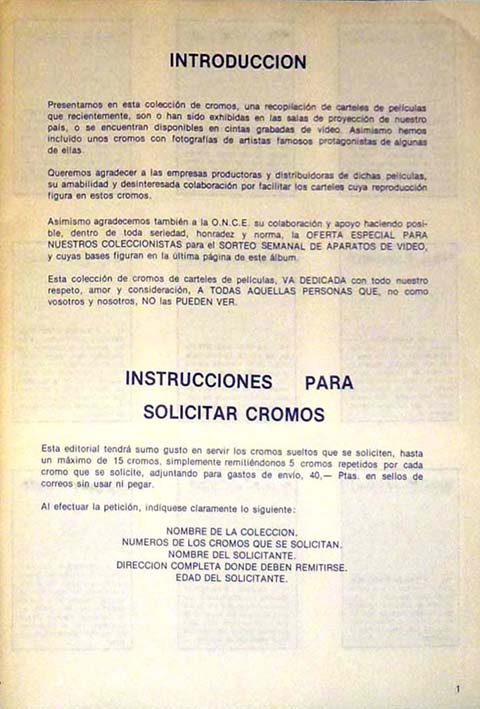 INTRODUCCION
Presentamos en esta colección de cromos, una recopilación de carteles de películas
que recientemente, son o han sido exhibidas en las salas de proyección de nuestro
país, o se encuentran disponibles en cintas grabadas de video. Asimismo hemos
incluido unos cromos con fotografías de artistas famosos protagonistas de algunas
de ellas.
Queremos agradecer a las empresas productoras y distribuidoras de dichas películas,
su amabilidad y desinteresada colaboración por facilitar los carteles cuya reproducción
figura en estos cromos.
Asimismo agradecemos también a la O.N.C.E. su colaboración y apoyo haciendo posi-
ble, dentro de toda seriedad, honradez y norma, la OFERTA ESPECIAL PARA
NUESTROS COLECCIONISTAS para el SORTEO SEMANAL DE APARATOS DE VIDEO,
y cuyas bases figuran en la última página de este álbum.
Esta colección de cromos de carteles de películas, VA DEDICADA con todo nuestro
respeto, amor y consideración, A TODAS AQUELLAS PERSONAS QUE, no como
vosotros y nosotros, NO las PUEDEN VER.
INSTRUCCIONES PARA
SOLICITAR CROMOS
Esta editorial tendrá sumo gusto en servir los cromos sueltos que se soliciten, hasta
un máximo de 15 cromos, simplemente remitiéndonos 5 cromos repetidos por cada
cromo que se solicite, adjuntando para gastos de envío, 40,— Ptas. en sellos de
correos sin usar ni pegar.
Al efectuar la petición, indíquese claramente lo siguiente:
NOMBRE DE LA COLECCION.
NUMEROS DE LOS CROMOS QUE SE SOLICITAN.
NOMBRE DEL SOLICITANTE.
DIRECCION COMPLETA DONDE DEBEN REMITIRSE.
EDAD DEL SOLICITANTE.
1